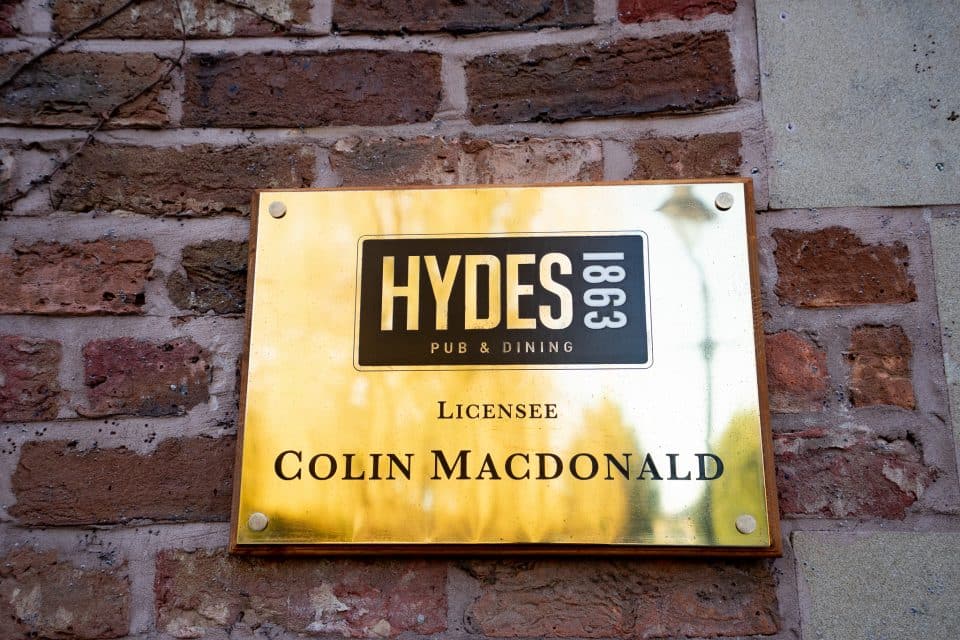 HYDES 1863
PUB & DINING
LICENSEE
COLIN MACDONALD